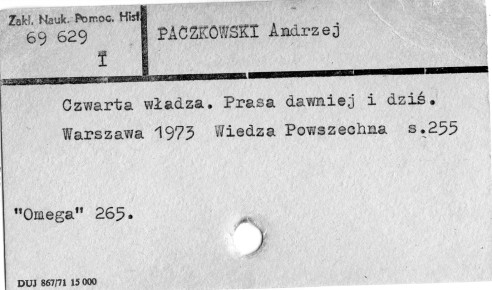 Zakł. Nauk. Pomoc. Hist.
69 629
I
PACZKOWSKI Andrzej
Czwarta władza. Prasa dawniej i dziś.
Warszawa 1973 Wiedza Powszechna s.255
"Omega" 265.
DUJ 867/71 15 000